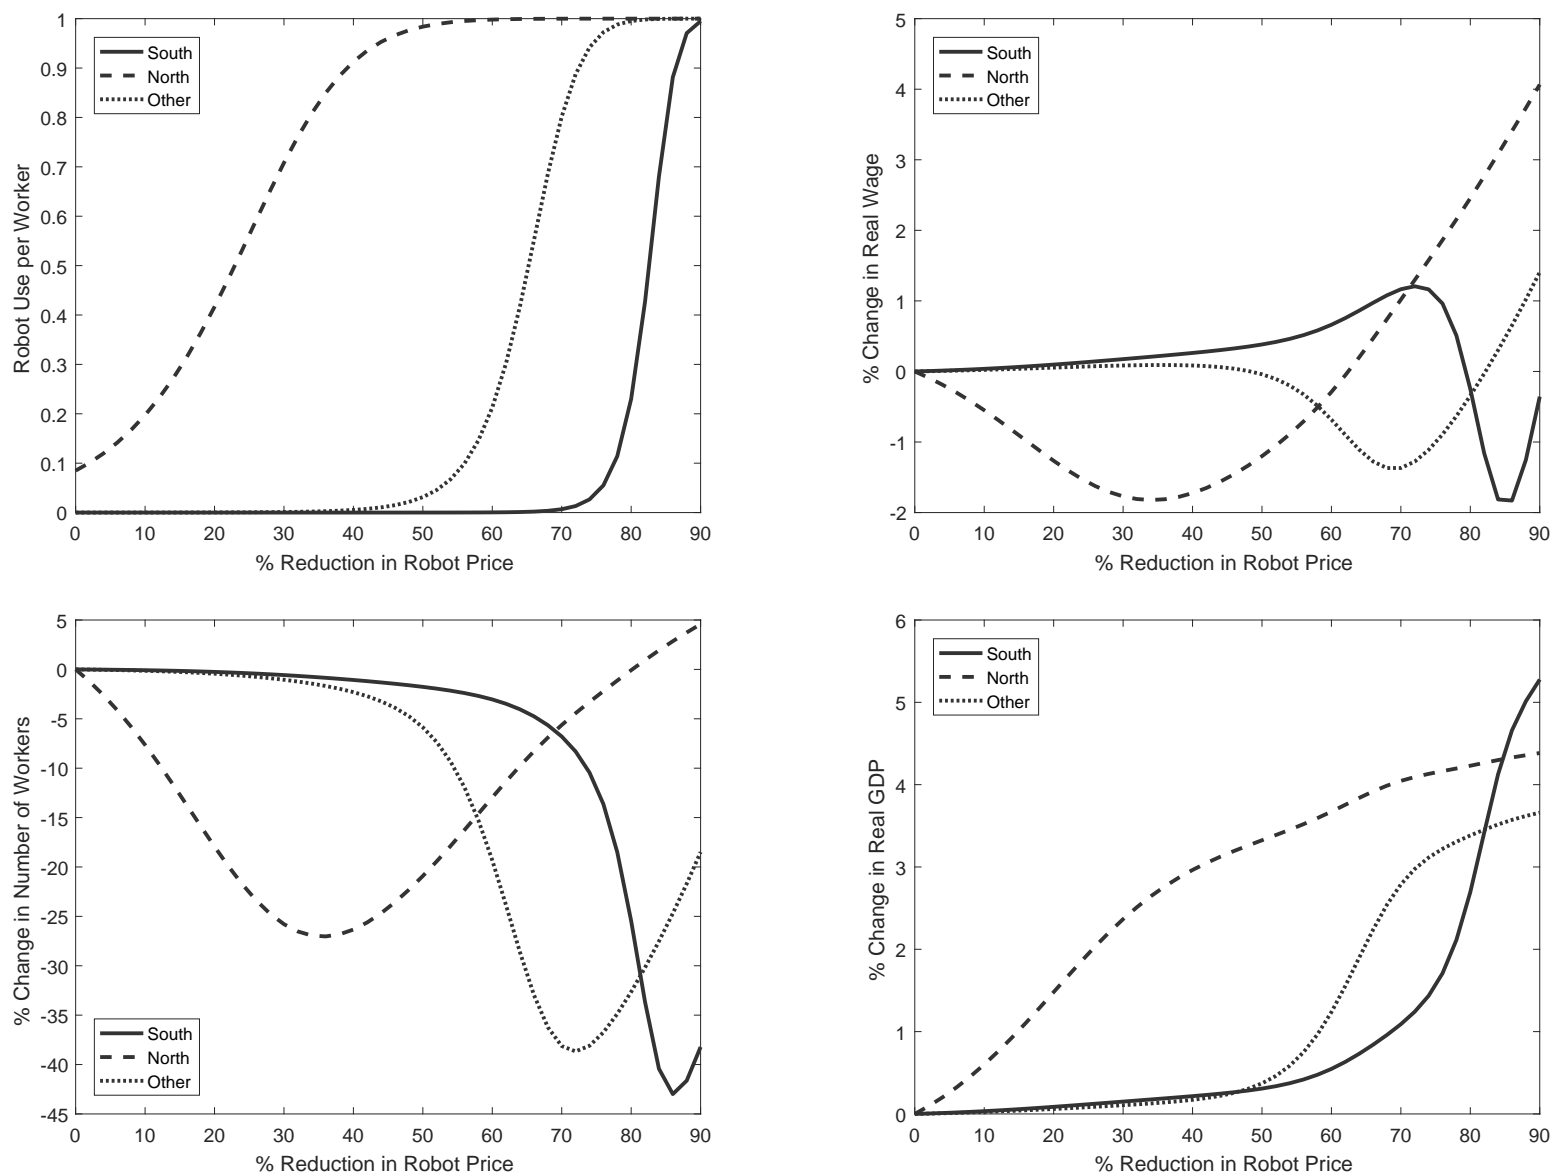 Robot Use per Worker
1
0.9
0.8
0.7
0.6
0.5
0.4
0.3
0.2
0.1
0
South
North
Other
0 10 20 30 40 50 60 70 80 90
% Reduction in Robot Price
% Change in Real Wage
5
4
3
2
1
0
-1
-2
South
North
Other
0 10 20 30 40 50 60 70 80 90
% Reduction in Robot Price
% Change in Number of Workers
5
0
-5
-10
-15
-20
-25
-30
-35
-40
-45
South
North
Other
0 10 20 30 40 50 60 70 80 90
% Reduction in Robot Price
% Change in Real GDP
6
5
4
3
2
1
0
South
North
Other
0 10 20 30 40 50 60 70 80 90
% Reduction in Robot Price